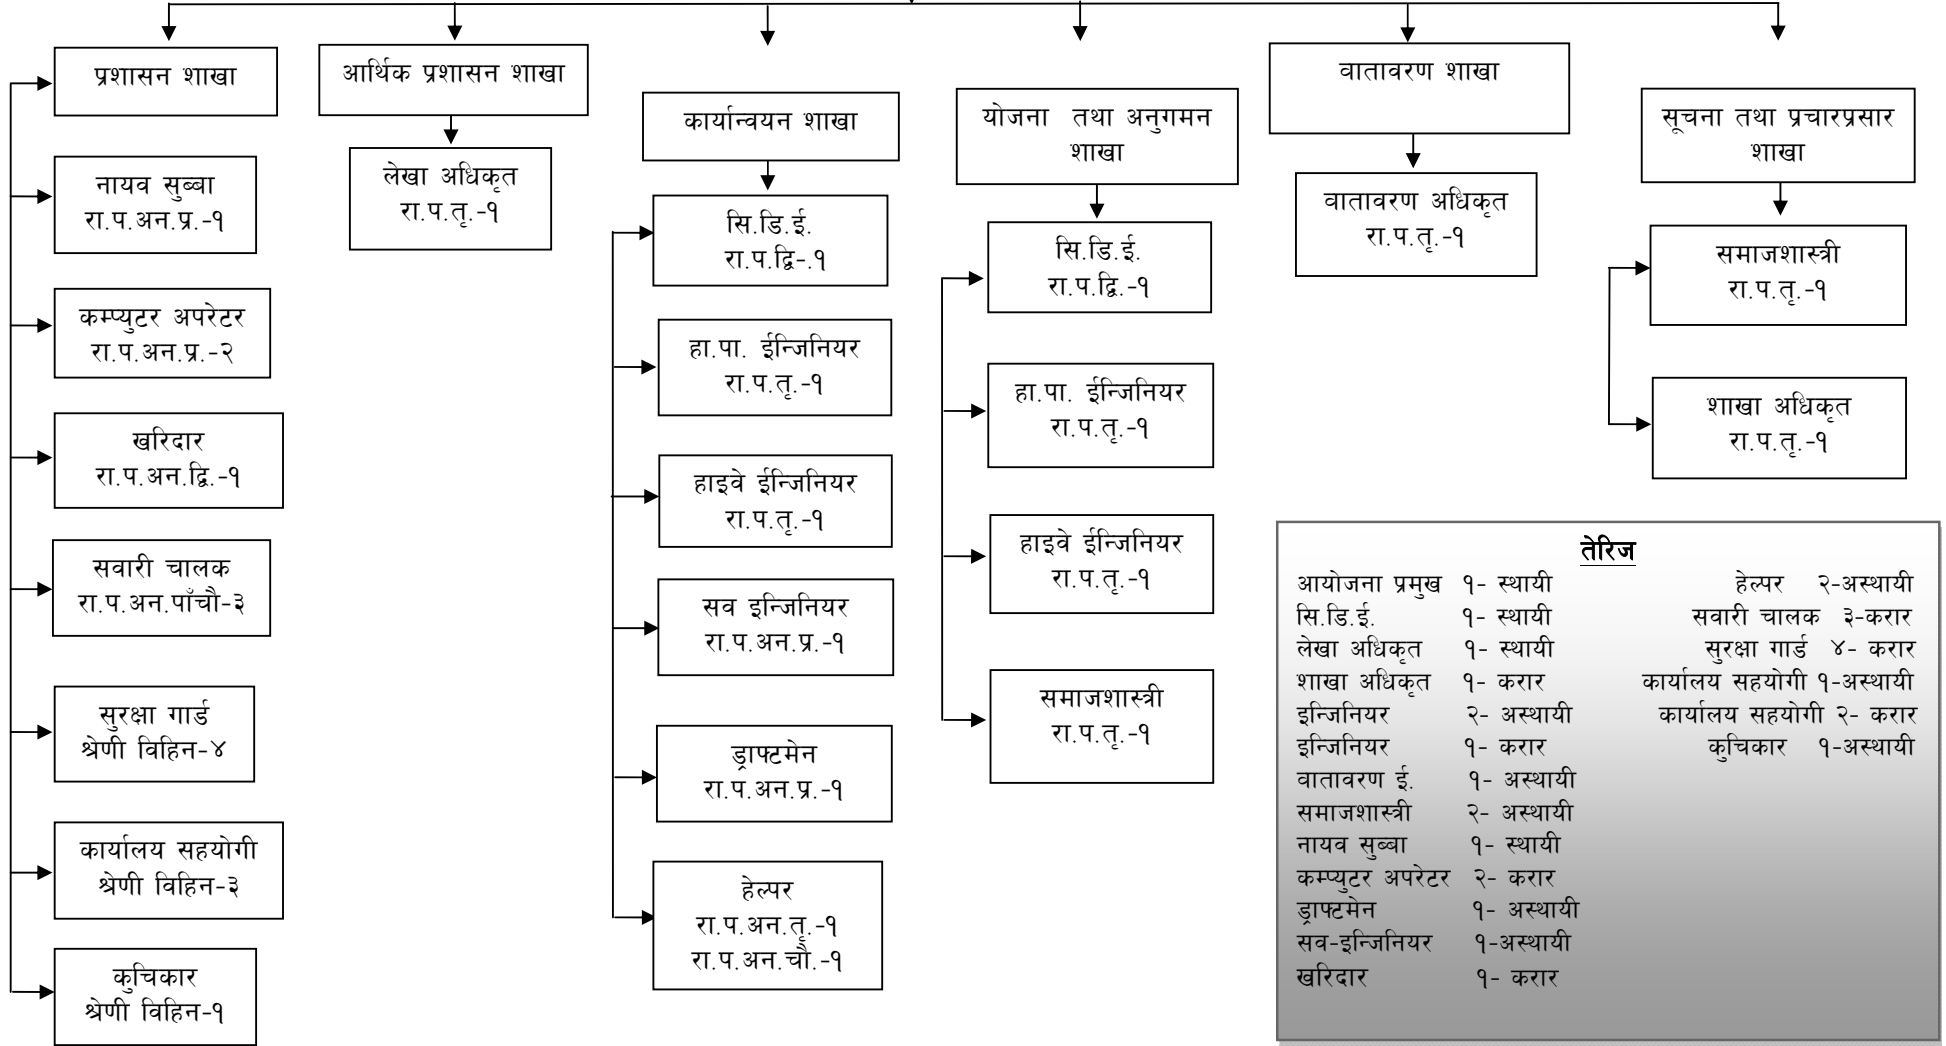 प्रशासन शाखा
नायव सुब्बा
रा.प.अन.प्र.-१
कम्प्युटर अपरेटर
रा.प.अन.प्र.-२
खरिदार
रा.प.अन.द्वि.-१
सवारी चालक
रा.प.अन.पाँचौ-३
सुरक्षा गार्ड
श्रेणी विहिन-४
कार्यालय सहयोगी
श्रेणी विहिन-३
कुचिकार
श्रेणी विहिन-१
आर्थिक प्रशासन शाखा
लेखा अधिकृत
रा.प.तृ.-१
कार्यान्वयन शाखा
सि.डि.ई.
रा.प.द्वि-.१
हा.पा. ईन्जिनियर
रा.प.तृ.-१
हाइवे ईन्जिनियर
रा.प.तृ.-१
सव इन्जिनियर
रा.प.अन.प्र.-१
ड्राफ्टमेन
रा.प.अन.प्र.-१
हेल्पर
रा.प.अन.तृ.-१
रा.प.अन.चौ.-१
योजना तथा अनुगमन
शाखा
सि.डि.ई.
रा.प.द्वि.-१
हा.पा. ईन्जिनियर
रा.प.तृ.-१
हाइवे ईन्जिनियर
रा.प.तृ.-१
समाजशास्त्री
रा.प.तृ.-१
वातावरण शाखा
वातावरण अधिकृत
रा.प.तृ.-१
सूचना तथा प्रचारप्रसार
शाखा
समाजशास्त्री
रा.प.तृ.-१
शाखा अधिकृत
रा.प.तृ.-१
तेरिज
आयोजना प्रमुख १- स्थायी हेल्पर २-अस्थायी
सि.डि.ई. १- स्थायी सवारी चालक ३-करार
लेखा अधिकृत १- स्थायी सुरक्षा गार्ड ४- करार
शाखा अधिकृत १- करार कार्यालय सहयोगी १-अस्थायी
इन्जिनियर २- अस्थायी कार्यालय सहयोगी २- करार
इन्जिनियर १- करार कुचिकार १-अस्थायी
वातावरण ई. १- अस्थायी
समाजशास्त्री २- अस्थायी
नायव सुब्बा १- स्थायी
कम्प्युटर अपरेटर २- करार
ड्राफ्टमेन १- अस्थायी
सव-इन्जिनियर १-अस्थायी
खरिदार १- करार